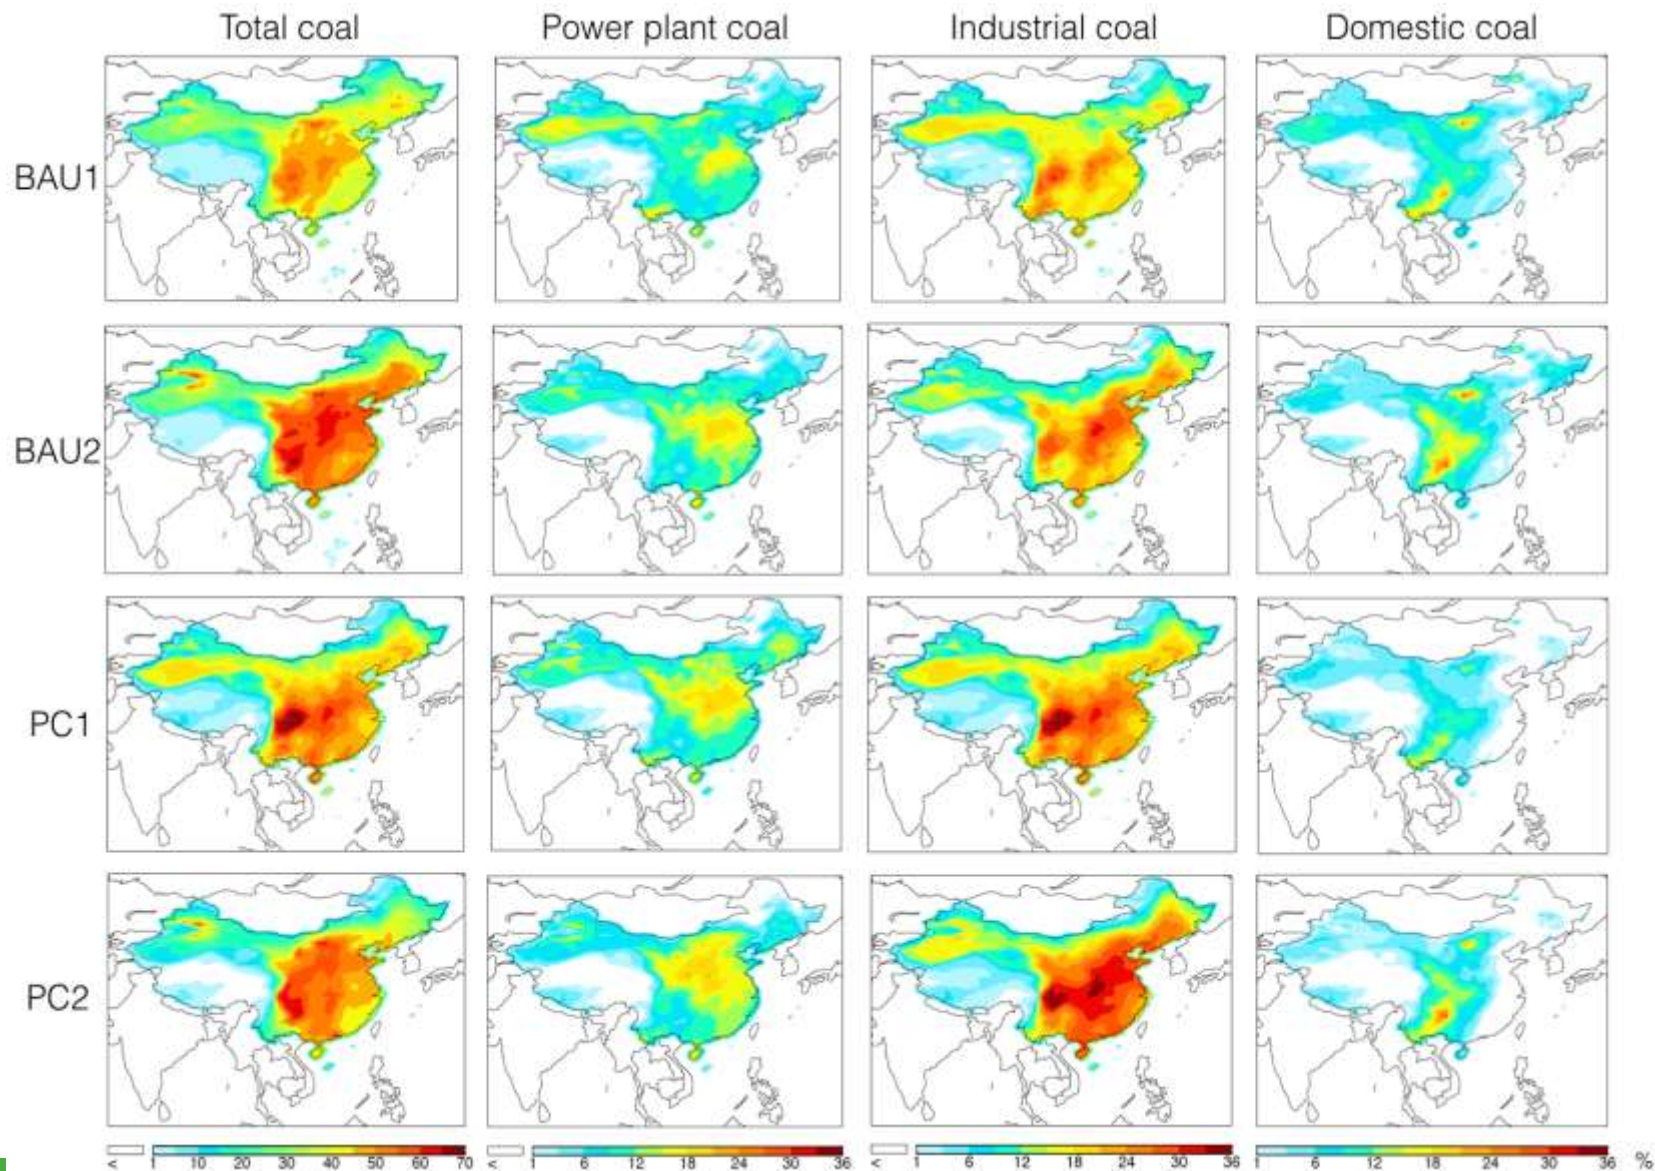 Total coal Power plant coal Industrial coal Domestic coal
BAU1
BAU2
PC1
PC2
< 1 10 20 30 40 50 60 70 < 1 6 12 18 24 30 36 < 1 6 12 18 24 30 36 1 6 12 18 24 30 36 %